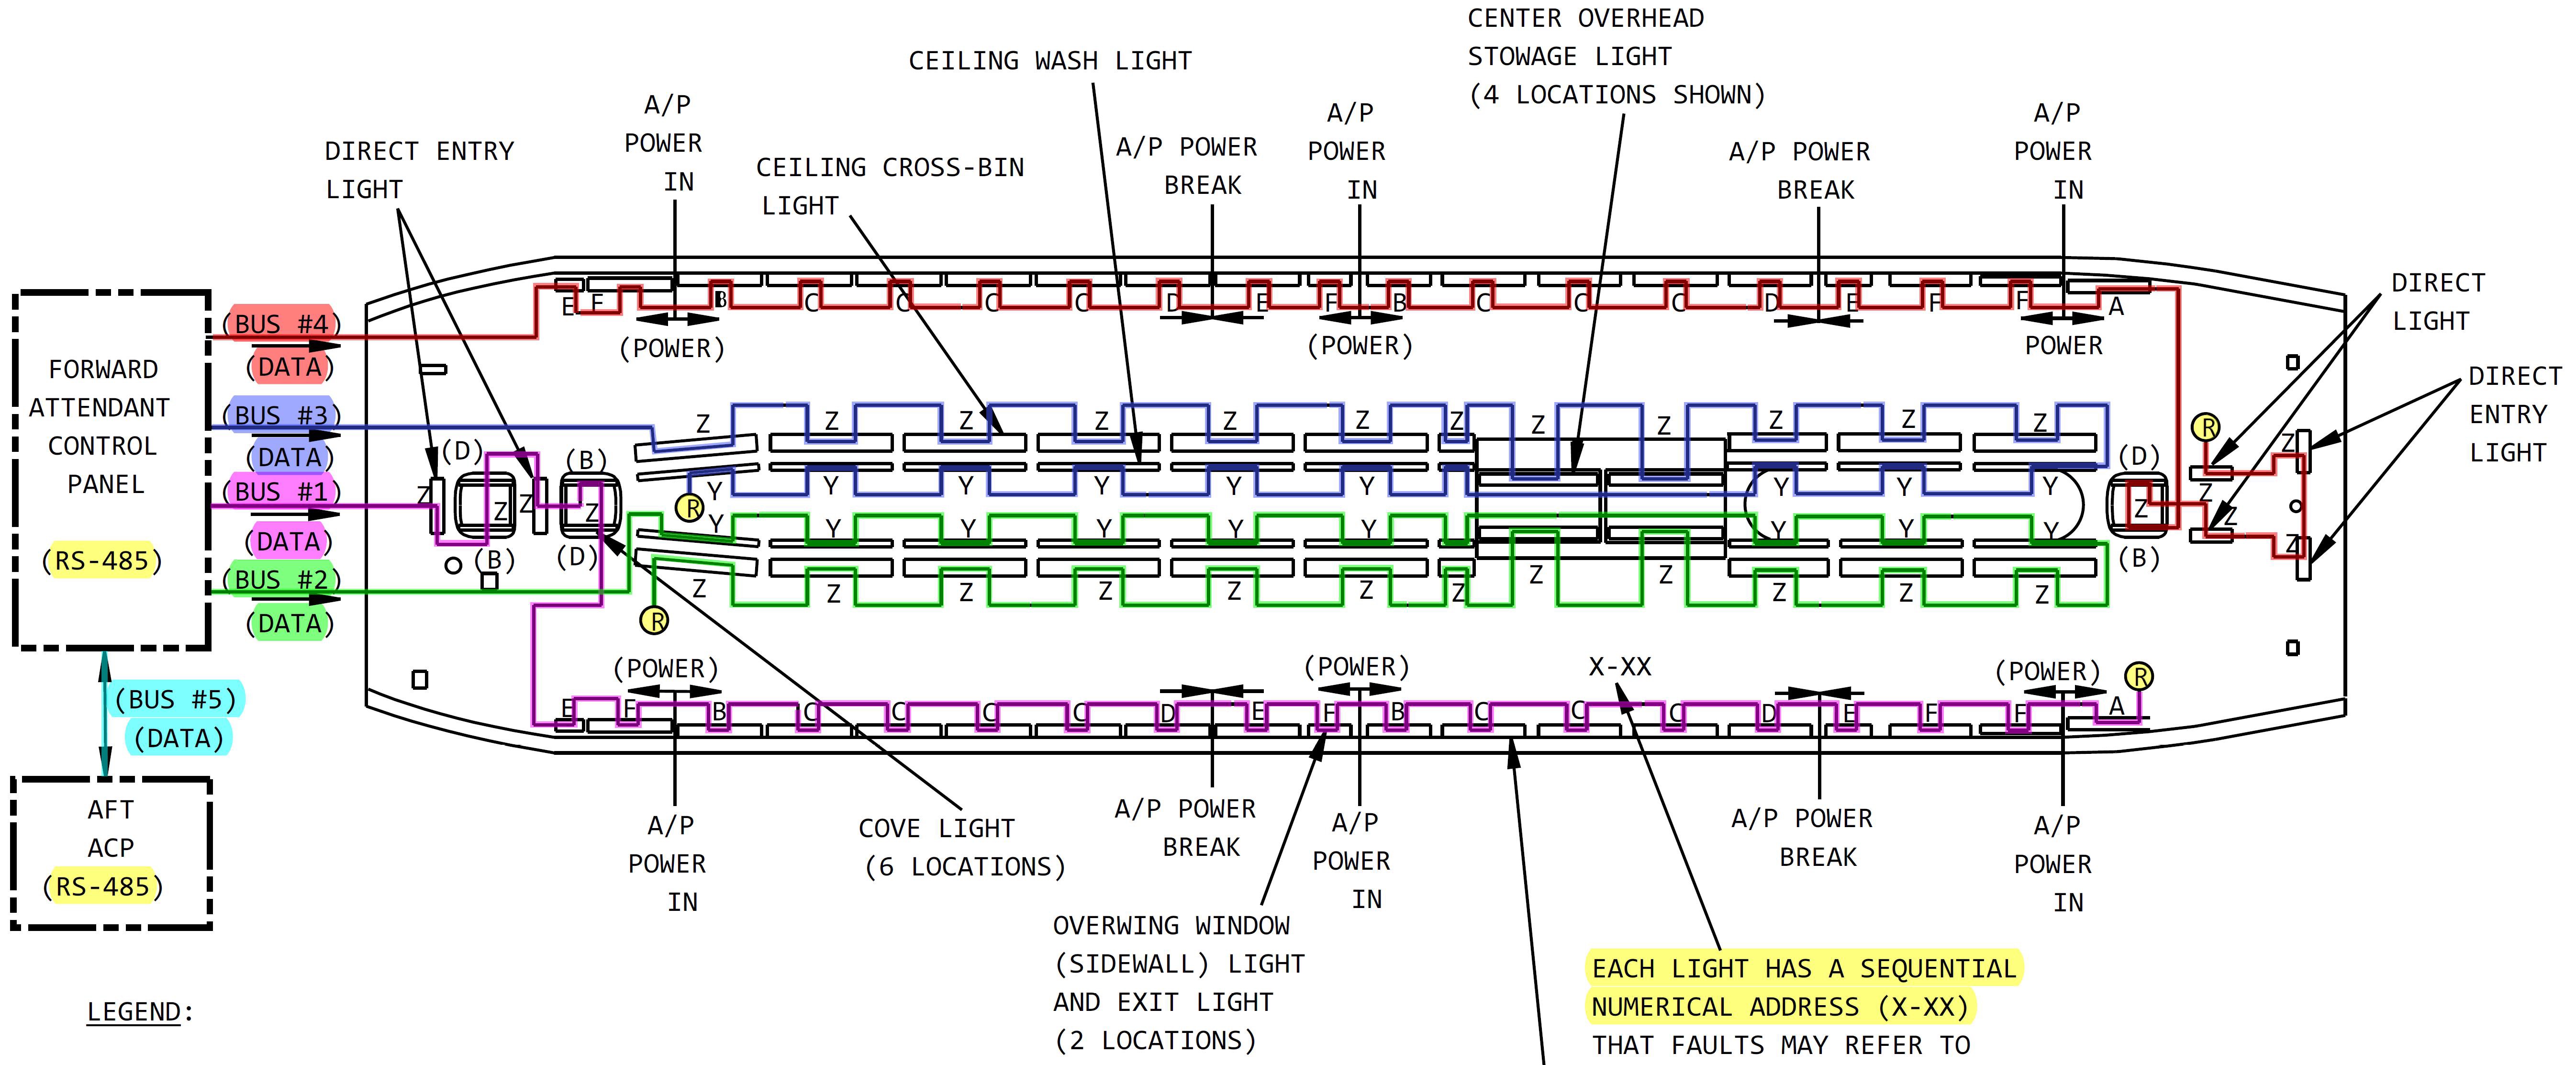 CENTER OVERHEAD
STOWAGE LIGHT
(4 LOCATIONS SHOWN)
CEILING WASH LIGHT
A/P
POWER
IN
A/P
POWER
IN
A/P
POWER
IN
DIRECT ENTRY
LIGHT
CEILING CROSS-BIN
LIGHT
A/P POWER
BREAK
A/P POWER
BREAK
DIRECT
LIGHT
DIRECT
ENTRY
LIGHT
FORWARD
ATTENDANT
CONTROL
PANEL
(RS-485)
(BUS #4)
(DATA)
(BUS #3)
(DATA)
(BUS #1)
(DATA)
(BUS #2)
(DATA)
E F B C C C C D E F B C C C D E F F A
(POWER)
(POWER)
POWER
Z Z Z Z Z Z Z Z Z Z Z Z
(D) (B)
Z Z Z Z
(B) (D)
Y Y Y Y Y Y Y Y Y
R
Y Y Y Y Y Y Y Y Y
Z Z Z Z Z Z Z Z Z Z Z Z
R
(D)
Z
(B)
R
Z Z
Z Z
(POWER)
(POWER)
X-XX
(POWER)
R
E F B C C C C D E F B C C C D E F F A
(BUS #5)
(DATA)
AFT
ACP
(RS-485)
A/P
POWER
IN
COVE LIGHT
(6 LOCATIONS)
A/P POWER
BREAK
A/P
POWER
IN
A/P POWER
BREAK
A/P
POWER
IN
OVERWING WINDOW
(SIDEWALL) LIGHT
AND EXIT LIGHT
(2 LOCATIONS)
EACH LIGHT HAS A SEQUENTIAL
NUMERICAL ADDRESS (X-XX)
THAT FAULTS MAY REFER TO
LEGEND: